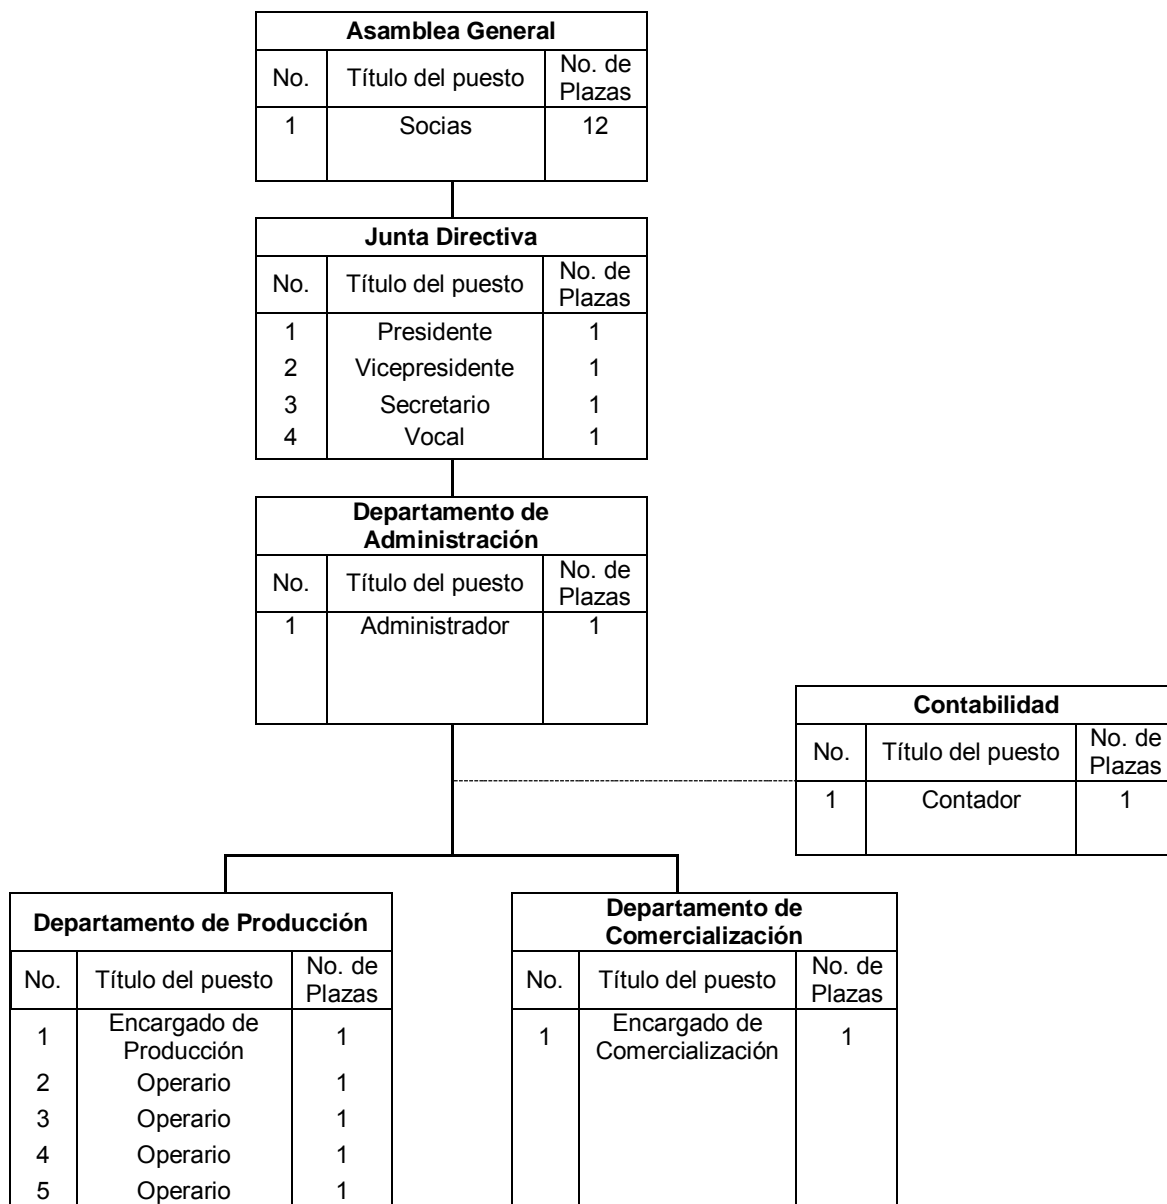 Asamblea General
No. Título del puesto No. de
Plazas
1 Socias 12
Junta Directiva
No. Título del puesto No. de
Plazas
1 Presidente 1
2 Vicepresidente 1
3 Secretario 1
4 Vocal 1
Departamento de
Administración
No. Título del puesto No. de
Plazas
1 Administrador 1
Contabilidad
No. Título del puesto No. de
Plazas
1 Contador 1
Departamento de Producción
No. Título del puesto No. de
Plazas
1 Encargado de
Producción 1
2 Operario 1
3 Operario 1
4 Operario 1
5 Operario 1
Departamento de
Comercialización
No. Título del puesto No. de
Plazas
1 Encargado de
Comercialización 1